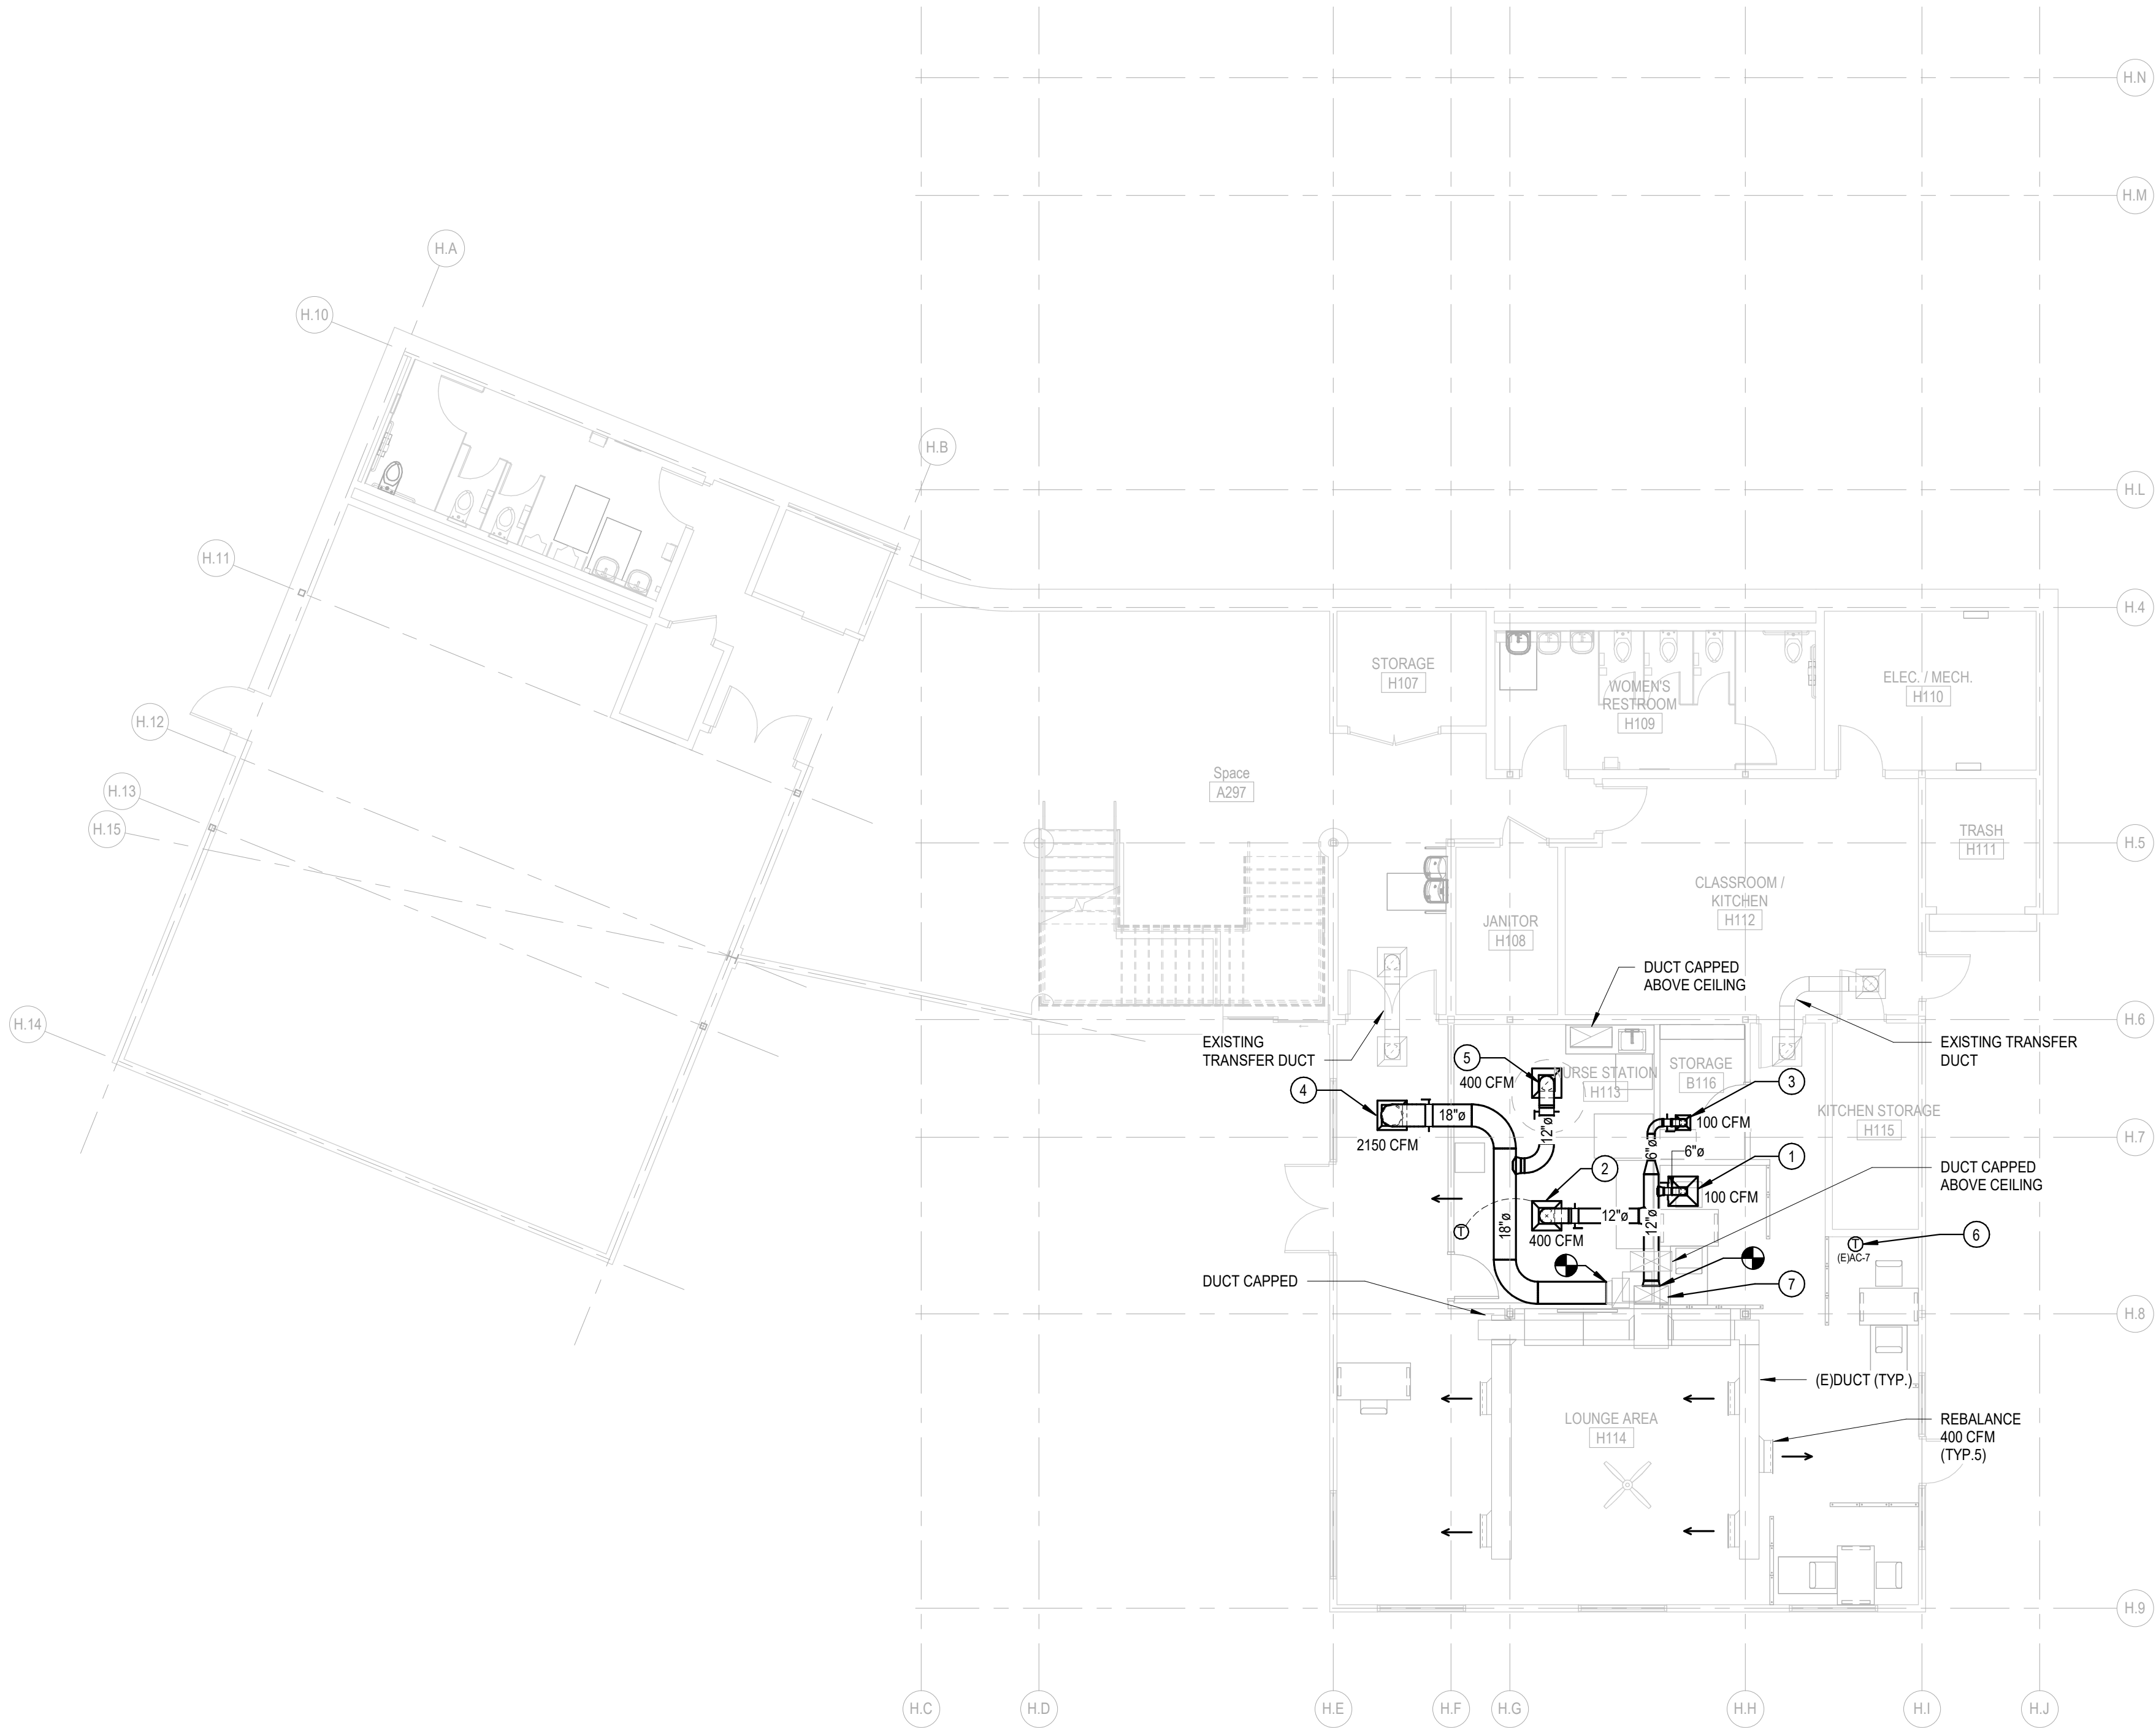 H.N
H.M
H.A
H.10
H.B
H.L
H.11
H.4
STORAGE
H107
WOMEN'S
RESTROOM
H109
ELEC. / MECH.
H110
H.12
H.13
H.15
Space
A297
TRASH
H111
H.5
CLASSROOM /
KITCHEN
H112
JANITOR
H108
DUCT CAPPED
ABOVE CEILING
H.14
H.6
EXISTING
TRANSFER DUCT
EXISTING TRANSFER
DUCT
5
400 CFM
STORAGE
B116
STATION
H113
3
4
18"ø
100 CFM
KITCHEN STORAGE
H115
12"ø
2150 CFM
6"ø
6"ø
H.7
1
2
DUCT CAPPED
ABOVE CEILING
100 CFM
12"ø
12"ø
18"ø
T
400 CFM
T
(E)AC-7
6
DUCT CAPPED
7
H.8
(E)DUCT (TYP.)
LOUNGE AREA
H114
REBALANCE
400 CFM
(TYP.5)
H.9
H.C
H.D
H.E
H.F
H.G
H.H
H.I
H.J